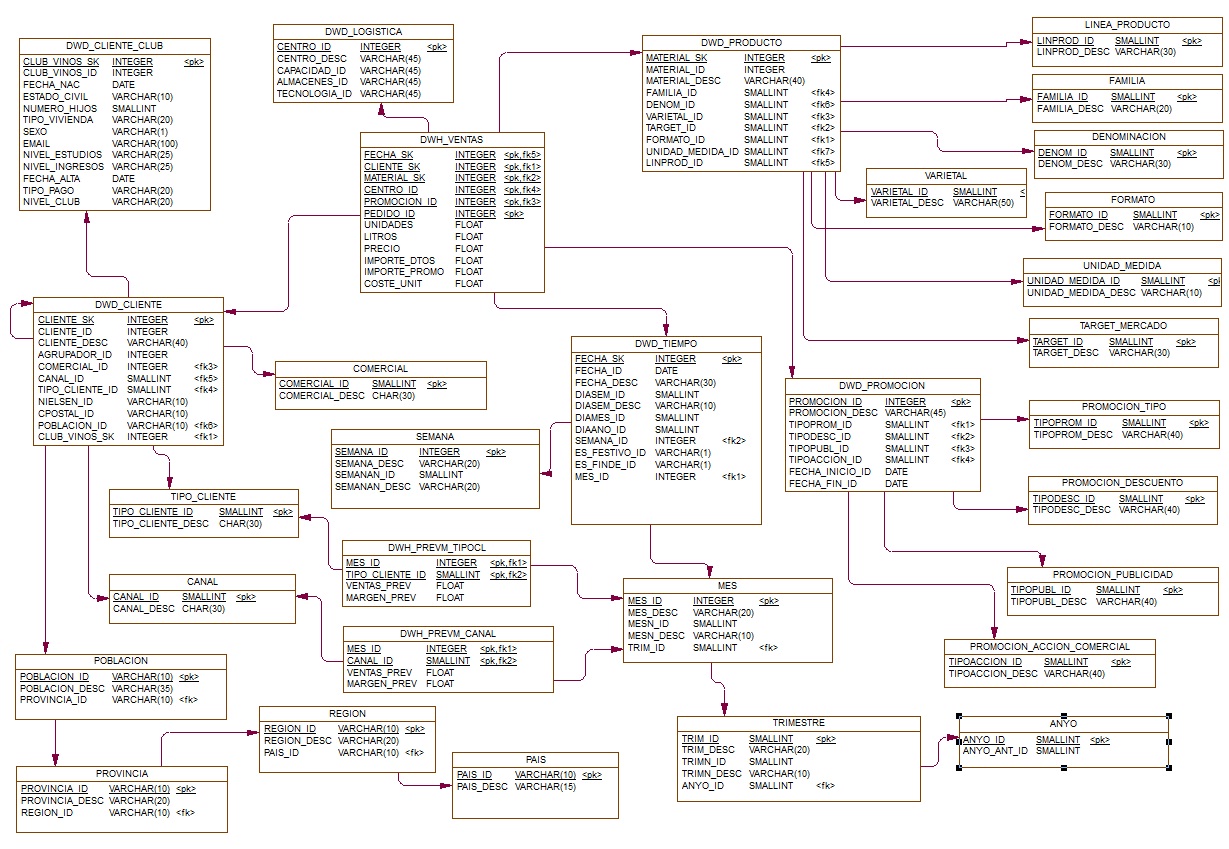 DWD_CLIENTE_CLUB
CLUB_VINOS_SK INTEGER <pk>
CLUB_VINOS_ID INTEGER
FECHA_NAC DATE
ESTADO_CIVIL VARCHAR(10)
NUMERO_HIJOS SMALLINT
TIPO_VIVIENDA VARCHAR(20)
SEXO VARCHAR(1)
EMAIL VARCHAR(100)
NIVEL_ESTUDIOS VARCHAR(25)
NIVEL_INGRESOS VARCHAR(25)
FECHA_ALTA DATE
TIPO_PAGO VARCHAR(20)
NIVEL_CLUB VARCHAR(20)
DWD_LOGISTICA
CENTRO_ID INTEGER <pk>
CENTRO_DESC VARCHAR(45)
CAPACIDAD_ID VARCHAR(45)
ALMACENES_ID VARCHAR(45)
TECNOLOGIA_ID VARCHAR(45)
DWH_VENTAS
FECHA_SK INTEGER <pk,fk5>
CLIENTE_SK INTEGER <pk,fk1>
MATERIAL_SK INTEGER <pk,fk2>
CENTRO_ID INTEGER <pk,fk4>
PROMOCION_ID INTEGER <pk,fk3>
PEDIDO_ID INTEGER <pk>
UNIDADES FLOAT
LITROS FLOAT
PRECIO FLOAT
IMPORTE_DTOS FLOAT
IMPORTE_PROMO FLOAT
COSTE_UNIT FLOAT
DWD_PRODUCTO
MATERIAL_SK INTEGER <pk>
MATERIAL_ID INTEGER
MATERIAL_DESC VARCHAR(40)
FAMILIA_ID SMALLINT <fk4>
DENOM_ID SMALLINT <fk6>
VARIETAL_ID SMALLINT <fk3>
TARGET_ID SMALLINT <fk2>
FORMATO_ID SMALLINT <fk1>
UNIDAD_MEDIDA_ID SMALLINT <fk7>
LINPROD_ID SMALLINT <fk5>
LINEA_PRODUCTO
LINPROD_ID SMALLINT <pk>
LINPROD_DESC VARCHAR(30)
FAMILIA
FAMILIA_ID SMALLINT <pk>
FAMILIA_DESC VARCHAR(20)
DENOMINACION
DENOM_ID SMALLINT <pk>
DENOM_DESC VARCHAR(30)
VARIETAL
VARIETAL_ID SMALLINT <
VARIETAL_DESC VARCHAR(50)
FORMATO
FORMATO_ID SMALLINT <pk>
FORMATO_DESC VARCHAR(10)
UNIDAD_MEDIDA
UNIDAD_MEDIDA_ID SMALLINT <pk
UNIDAD_MEDIDA_DESC VARCHAR(10)
TARGET_MERCADO
TARGET_ID SMALLINT <pk>
TARGET_DESC VARCHAR(30)
DWD_CLIENTE
CLIENTE_SK INTEGER <pk>
CLIENTE_ID INTEGER
CLIENTE_DESC VARCHAR(40)
AGRUPADOR_ID INTEGER
COMERCIAL_ID INTEGER <fk3>
CANAL_ID SMALLINT <fk5>
TIPO_CLIENTE_ID SMALLINT <fk4>
NIELSEN_ID VARCHAR(10)
CPOSTAL_ID VARCHAR(10)
POBLACION_ID VARCHAR(10) <fk6>
CLUB_VINOS_SK INTEGER <fk1>
COMERCIAL
COMERCIAL_ID SMALLINT <pk>
COMERCIAL_DESC CHAR(30)
DWD_TIEMPO
FECHA_SK INTEGER <pk>
FECHA_ID DATE
FECHA_DESC VARCHAR(30)
DIASEM_ID SMALLINT
DIASEM_DESC VARCHAR(10)
DIAMES_ID SMALLINT
DIAANO_ID SMALLINT
SEMANA_ID INTEGER <fk2>
ES_FESTIVO_ID VARCHAR(1)
ES_FINDE_ID VARCHAR(1)
MES_ID INTEGER <fk1>
DWD_PROMOCION
PROMOCION_ID INTEGER <pk>
PROMOCION_DESC VARCHAR(45)
TIPOPROM_ID SMALLINT <fk1>
TIPODESC_ID SMALLINT <fk2>
TIPOPUBL_ID SMALLINT <fk3>
TIPOACCION_ID SMALLINT <fk4>
FECHA_INICIO_ID DATE
FECHA_FIN_ID DATE
PROMOCION_TIPO
TIPOPROM_ID SMALLINT <pk>
TIPOPROM_DESC VARCHAR(40)
SEMANA
SEMANA_ID INTEGER <pk>
SEMANA_DESC VARCHAR(20)
SEMANAN_ID SMALLINT
SEMANAN_DESC VARCHAR(20)
PROMOCION_DESCUENTO
TIPODESC_ID SMALLINT <pk>
TIPODESC_DESC VARCHAR(40)
TIPO_CLIENTE
TIPO_CLIENTE_ID SMALLINT <pk>
TIPO_CLIENTE_DESC CHAR(30)
DWH_PREVM_TIPOCL
MES_ID INTEGER <pk,fk1>
TIPO_CLIENTE_ID SMALLINT <pk,fk2>
VENTAS_PREV FLOAT
MARGEN_PREV FLOAT
PROMOCION_PUBLICIDAD
TIPOPUBL_ID SMALLINT <pk>
TIPOPUBL_DESC VARCHAR(40)
CANAL
CANAL_ID SMALLINT <pk>
CANAL_DESC CHAR(30)
MES
MES_ID INTEGER <pk>
MES_DESC VARCHAR(20)
MESN_ID SMALLINT
MESN_DESC VARCHAR(10)
TRIM_ID SMALLINT <fk>
DWH_PREVM_CANAL
MES_ID INTEGER <pk,fk1>
CANAL_ID SMALLINT <pk,fk2>
VENTAS_PREV FLOAT
MARGEN_PREV FLOAT
PROMOCION_ACCION_COMERCIAL
TIPOACCION_ID SMALLINT <pk>
TIPOACCION_DESC VARCHAR(40)
POBLACION
POBLACION_ID VARCHAR(10) <pk>
POBLACION_DESC VARCHAR(35)
PROVINCIA_ID VARCHAR(10) <fk>
REGION
REGION_ID VARCHAR(10) <pk>
REGION_DESC VARCHAR(20)
PAIS_ID VARCHAR(10) <fk>
TRIMESTRE
TRIM_ID SMALLINT <pk>
TRIM_DESC VARCHAR(20)
TRIMN_ID SMALLINT
TRIMN_DESC VARCHAR(10)
ANYO_ID SMALLINT <fk>
ANYO
ANYO_ID SMALLINT <pk>
ANYO_ANT_ID SMALLINT
PAIS
PAIS_ID VARCHAR(10) <pk>
PAIS_DESC VARCHAR(15)
PROVINCIA
PROVINCIA_ID VARCHAR(10) <pk>
PROVINCIA_DESC VARCHAR(20)
REGION_ID VARCHAR(10) <fk>